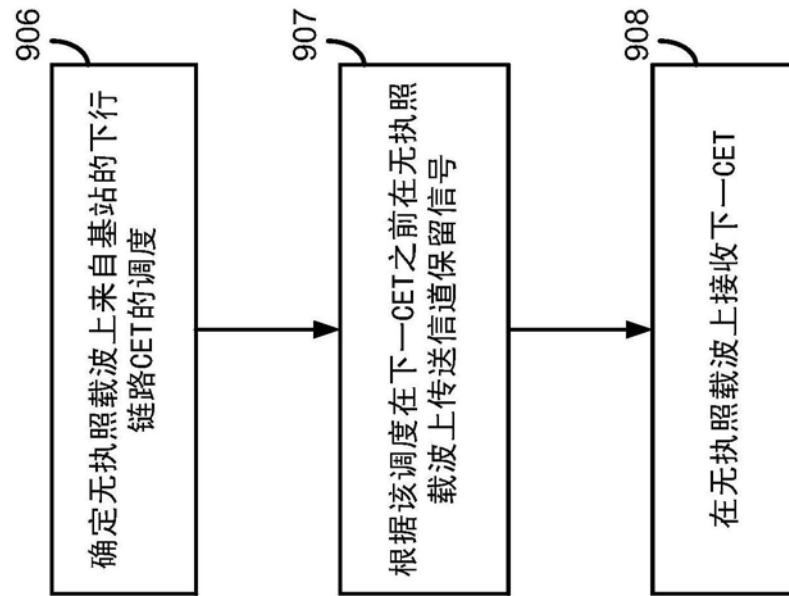 906
确定无执照载波上来自基站的下行
链路CET的调度
907
根据该调度在下一CET之前在无执照
载波上传送信道保留信号
908
在无执照载波上接收下一CET